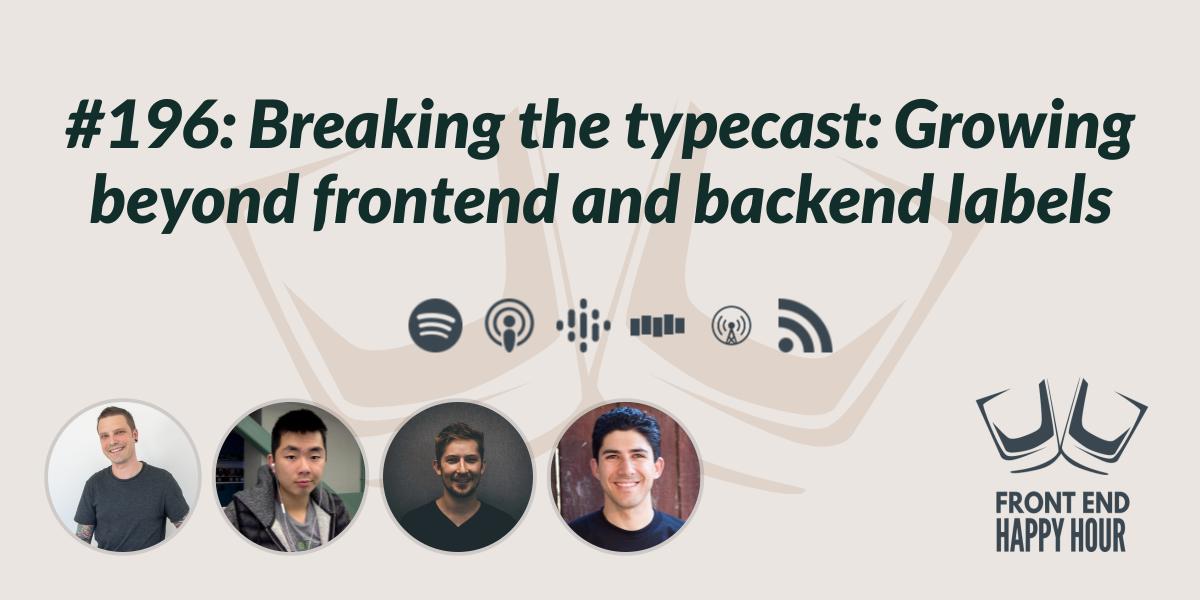 #196: Breaking the typecast: Growing
beyond frontend and backend labels
FRONT END
HAPPY HOUR